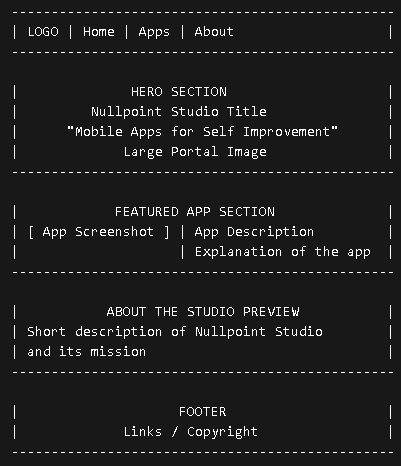 ------------------------------------------------
| LOGO | Home | Apps | About                   |
------------------------------------------------
|              HERO SECTION                    |
|         Nullpoint Studio Title               |
|      "Mobile Apps for Self Improvement"      |
|             Large Portal Image               |
------------------------------------------------
|            FEATURED APP SECTION              |
| [ App Screenshot ] | App Description         |
|                    | Explanation of the app  |
------------------------------------------------
|           ABOUT THE STUDIO PREVIEW           |
| Short description of Nullpoint Studio        |
| and its mission                              |
------------------------------------------------
|                    FOOTER                    |
|             Links / Copyright                |
------------------------------------------------